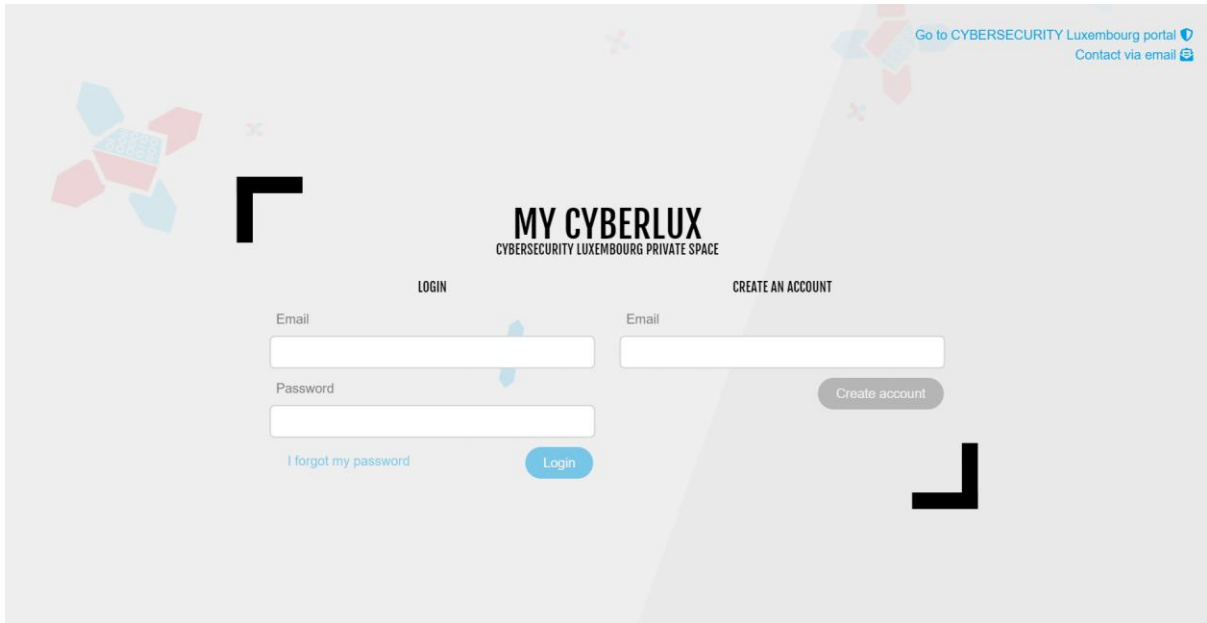 Go to CYBERSECURITY Luxembourg portal
Contact via email
MY CYBERLUX
CYBERSECURITY LUXEMBOURG PRIVATE SPACE
LOGIN
Email
Password
I forgot my password
Login
CREATE AN ACCOUNT
Email
Create account